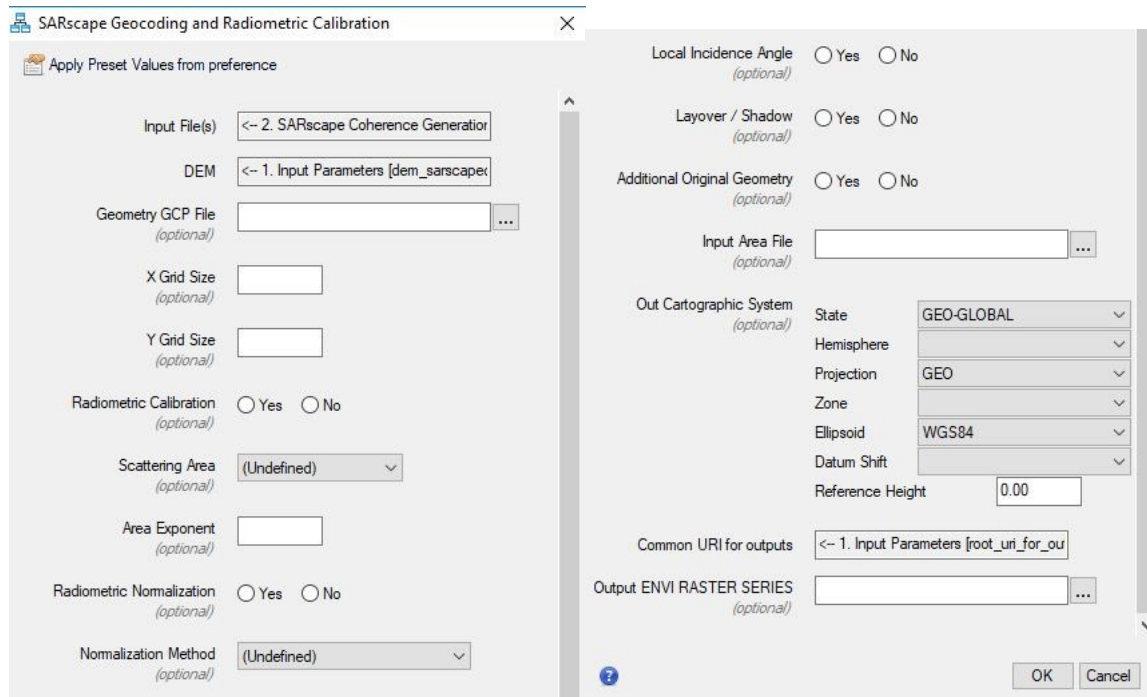 SARscape Geocoding and Radiometric Calibration
Apply Preset Values from preference
Input File(s) <-- 2. SARscape Coherence Generation
DEM <-- 1. Input Parameters [dem_sarscaped
Geometry GCP File ...
(optional)
X Grid Size
(optional)
Y Grid Size
(optional)
Radiometric Calibration Yes No
(optional)
Scattering Area (Undefined)
(optional)
Area Exponent
(optional)
Radiometric Normalization Yes No
(optional)
Normalization Method (Undefined)
(optional)
Local Incidence Angle Yes No
(optional)
Layover / Shadow Yes No
(optional)
Additional Original Geometry Yes No
(optional)
Input Area File ...
(optional)
Out Cartographic System State GEO-GLOBAL
(optional)
Hemisphere
Projection GEO
Zone
Ellipsoid WGS84
Datum Shift
Reference Height 0.00
Common URI for outputs <-- 1. Input Parameters [root_uri_for_out
Output ENVI RASTER SERIES ...
(optional)
? OK Cancel